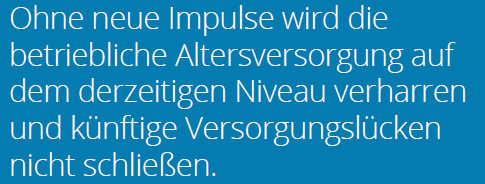 Ohne neue Impulse wird die
betriebliche Altersversorgung auf
dem derzeitigen Niveau verharren
und künftige Versorgungslücken
nicht schließen.